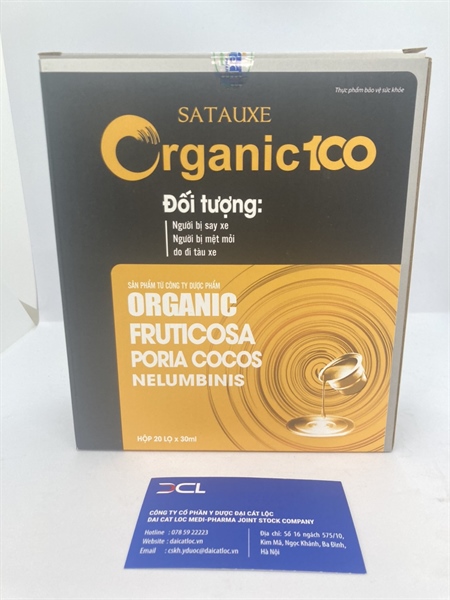 Thực phẩm bảo vệ sức khỏe
SATAUXE
Organic100
Đối tượng:
Người bị say xe
Người bị mệt mỏi
do đi tàu xe
SẢN PHẨM TỪ CÔNG TY DƯỢC PHẨM
ORGANIC
FRUTICOSA
PORIA COCOS
NELUMBINIS
HỘP 20 LỌ x 30ml
DCL
CÔNG TY CỔ PHẦN Y DƯỢC ĐẠI CÁT LỘC
DAI CAT LOC MEDI-PHARMA JOINT STOCK COMPANY
Hotline : 078 59 22223
Website : daicatloc.vn
Email : cskh.yduoc@daicatloc.vn
Địa chỉ: Số 16 ngách 575/10,
Kim Mã, Ngọc Khánh, Ba Đình,
Hà Nội